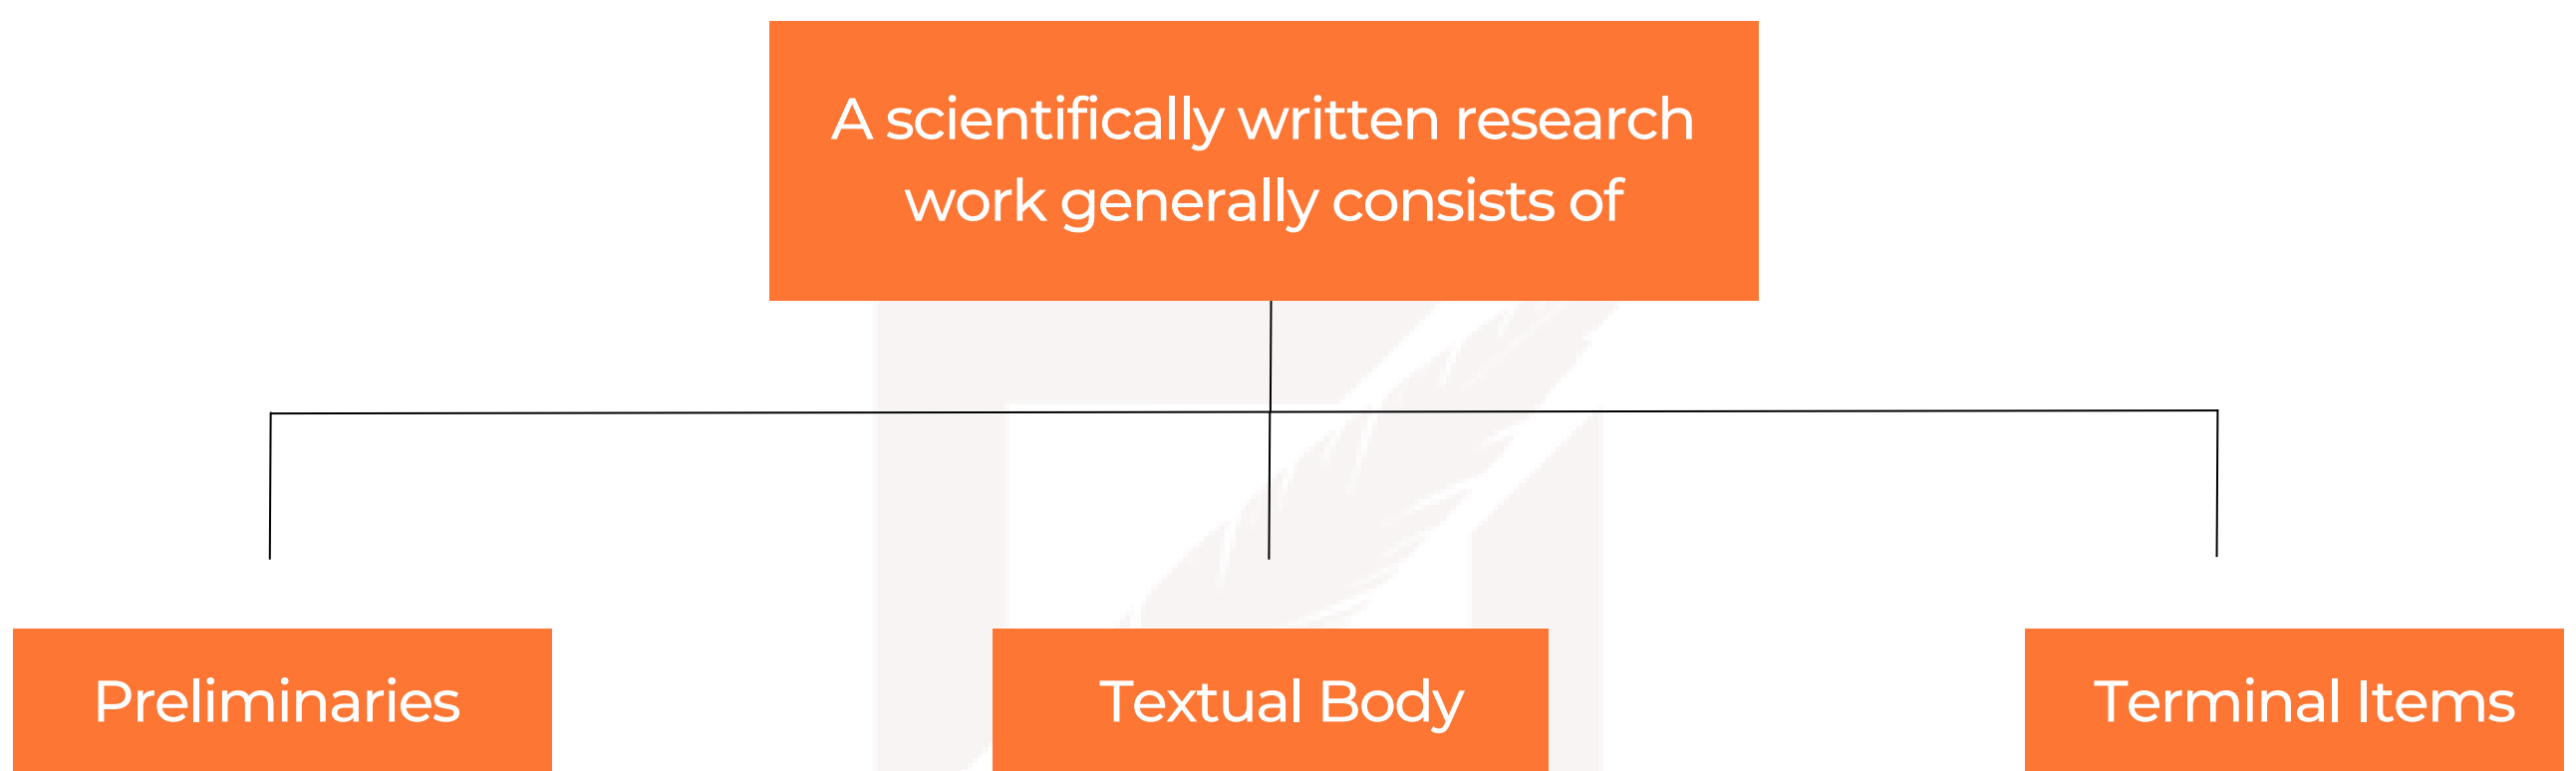 A scientifically written research
work generally consists of
Preliminaries
Textual Body
Terminal Items